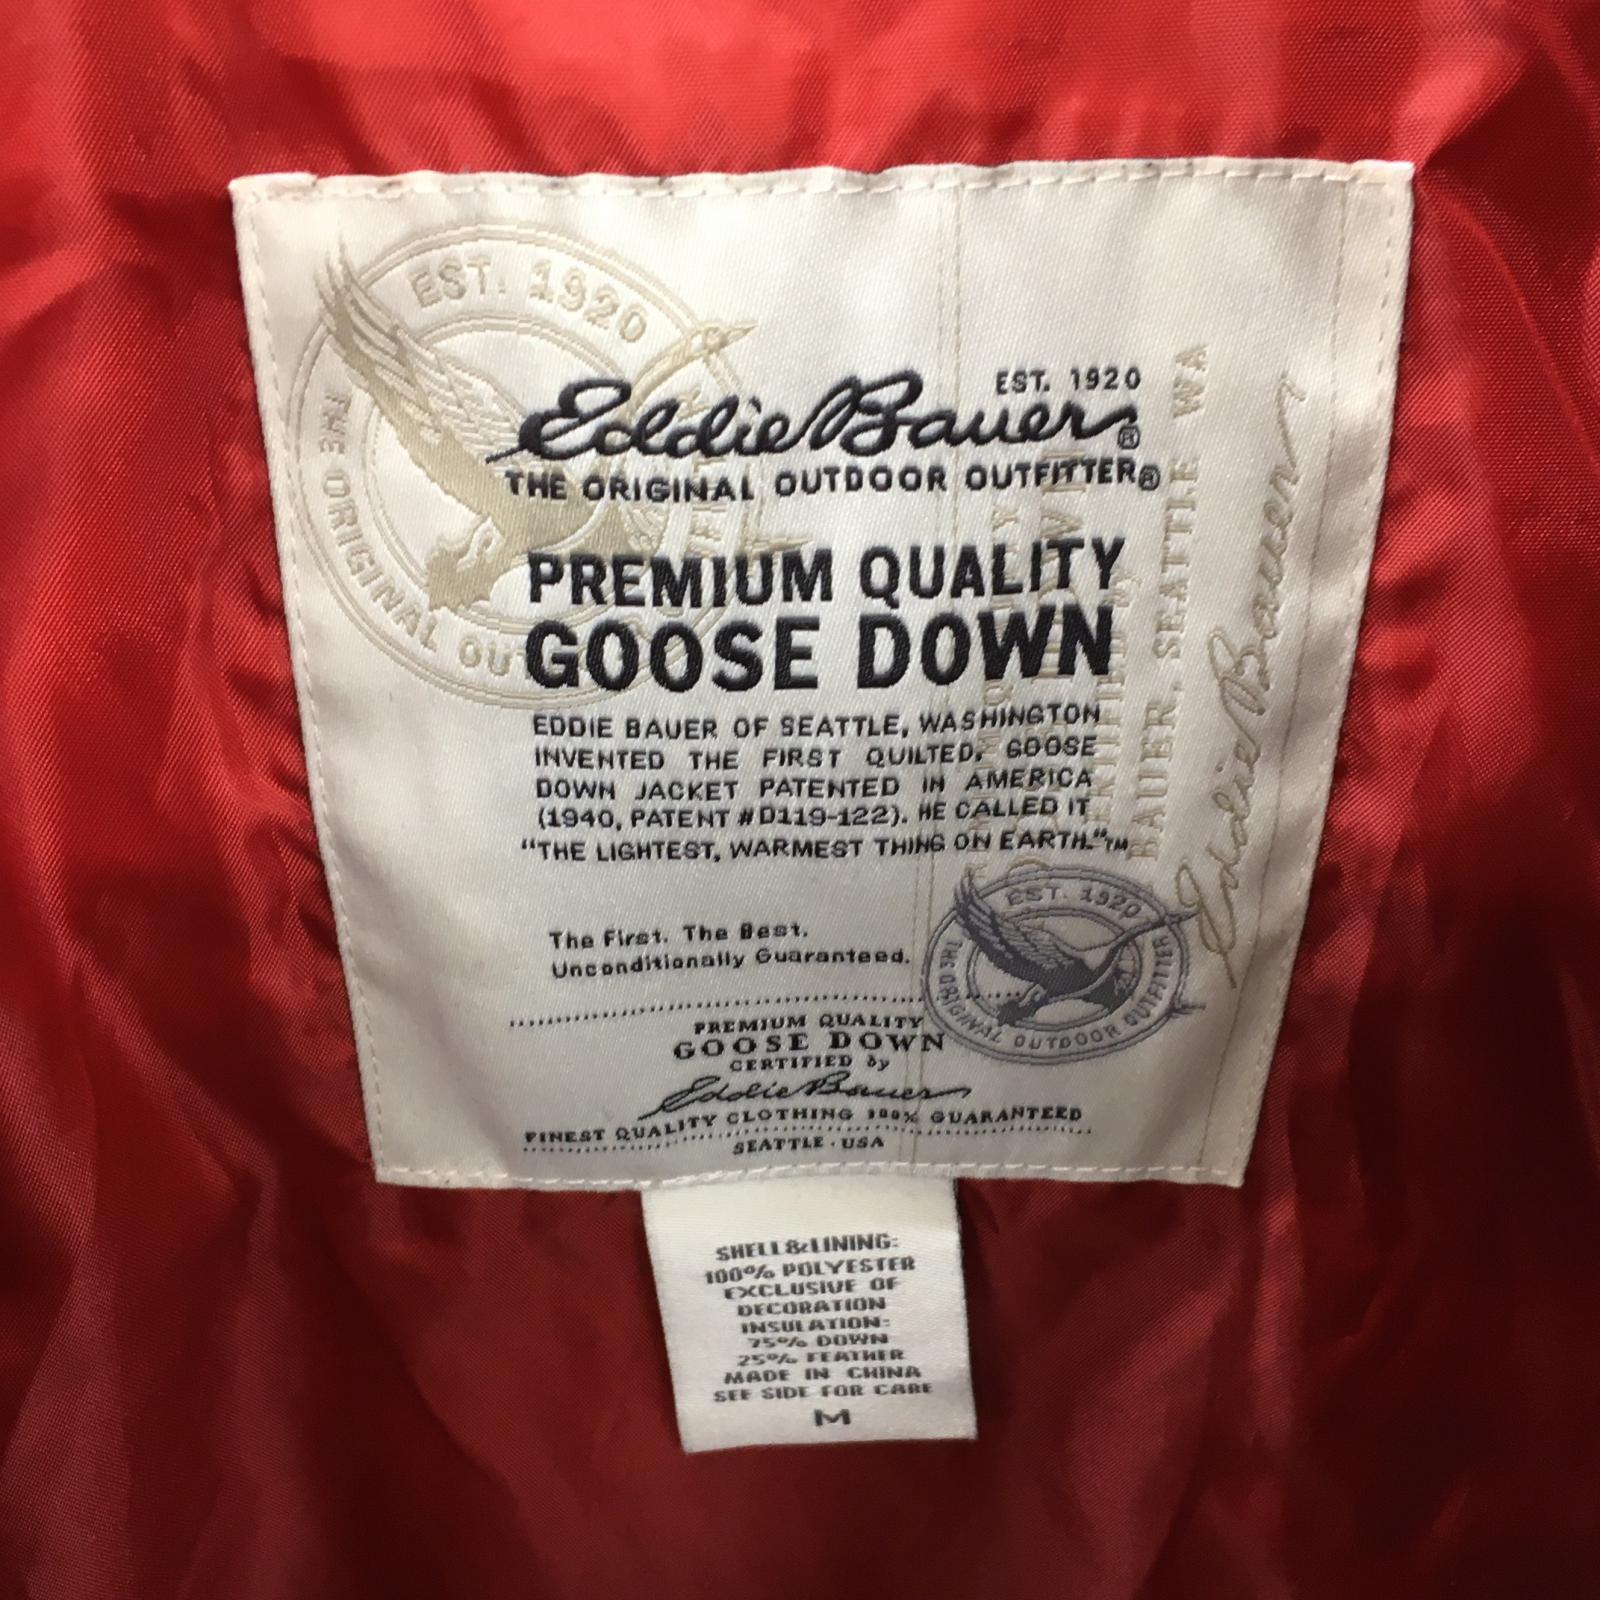 EST. 1920
THE ORIGINAL OU
EST. 1920
Eddie Bauer®
THE ORIGINAL OUTDOOR OUTFITTER®
PREMIUM QUALITY
GOOSE DOWN
EDDIE BAUER OF SEATTLE, WASHINGTON
INVENTED THE FIRST QUILTED, GOOSE
DOWN JACKET PATENTED IN AMERICA
(1940, PATENT #D119-122). HE CALLED IT
"THE LIGHTEST, WARMEST THING ON EARTH."™
BAUER, SEATTLE WA
Eddie Bauer
The First. The Best.
Unconditionally Guaranteed.
EST. 1920
THE ORIGINAL OUTDOOR OUTFITTER
PREMIUM QUALITY
GOOSE DOWN
CERTIFIED by
Eddie Bauer
FINEST QUALITY CLOTHING 100% GUARANTEED
SEATTLE · USA
SHELL&LINING:
100% POLYESTER
EXCLUSIVE OF
DECORATION
INSULATION:
75% DOWN
25% FEATHER
MADE IN CHINA
SEE SIDE FOR CARE
M